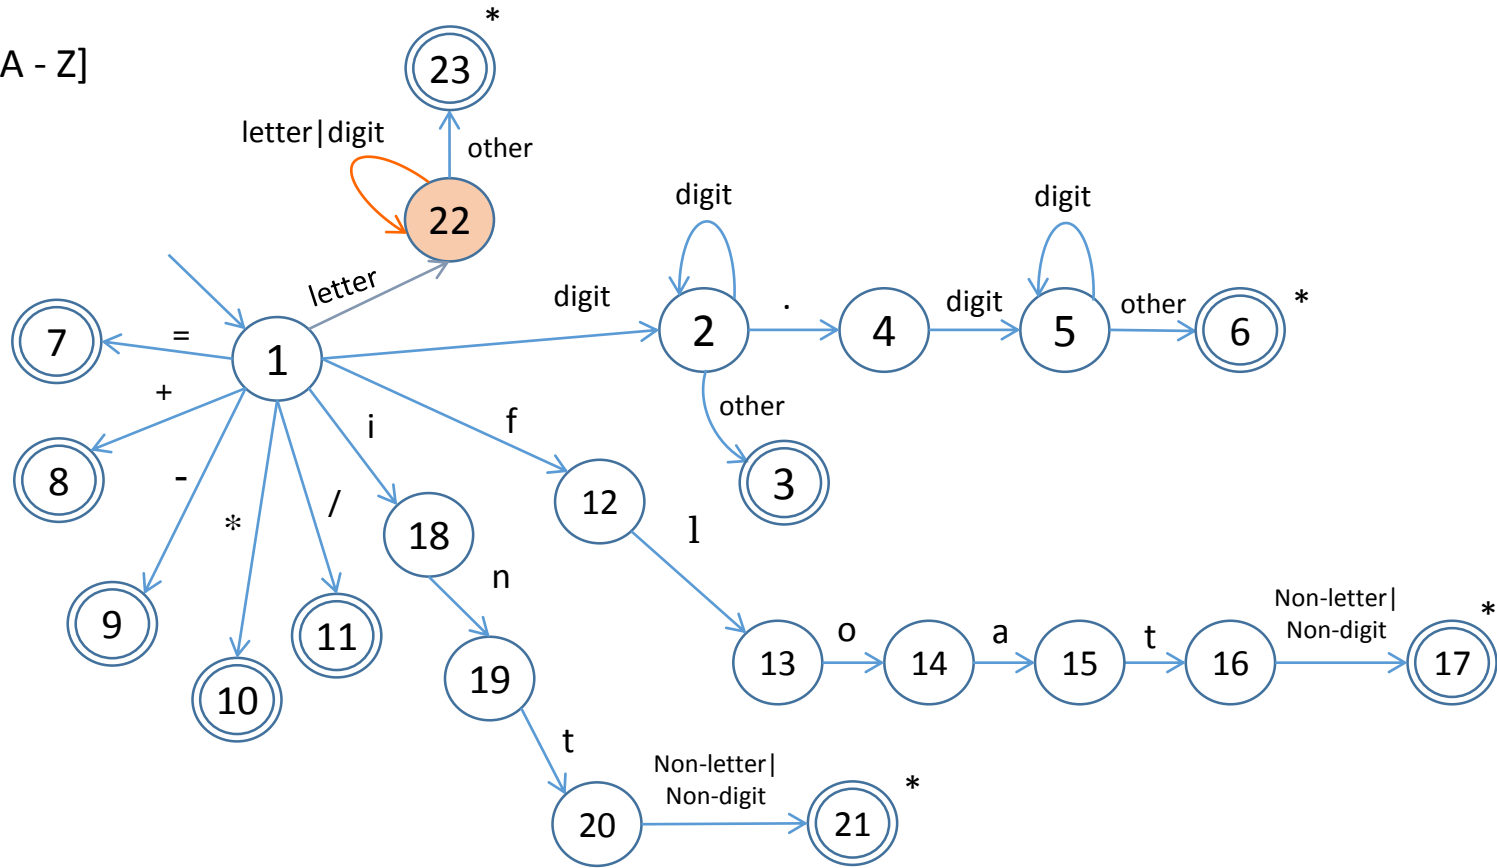 *
23
A - Z]
letter|digit
other
22
digit
digit
letter
digit
.
digit
other
*
7
=
1
2
4
5
6
+
f
i
other
8
-
12
3
*
/
18
l
n
9
11
Non-letter|
Non-digit
*
10
19
13
o
14
a
15
t
16
17
t
Non-letter|
Non-digit
*
20
21